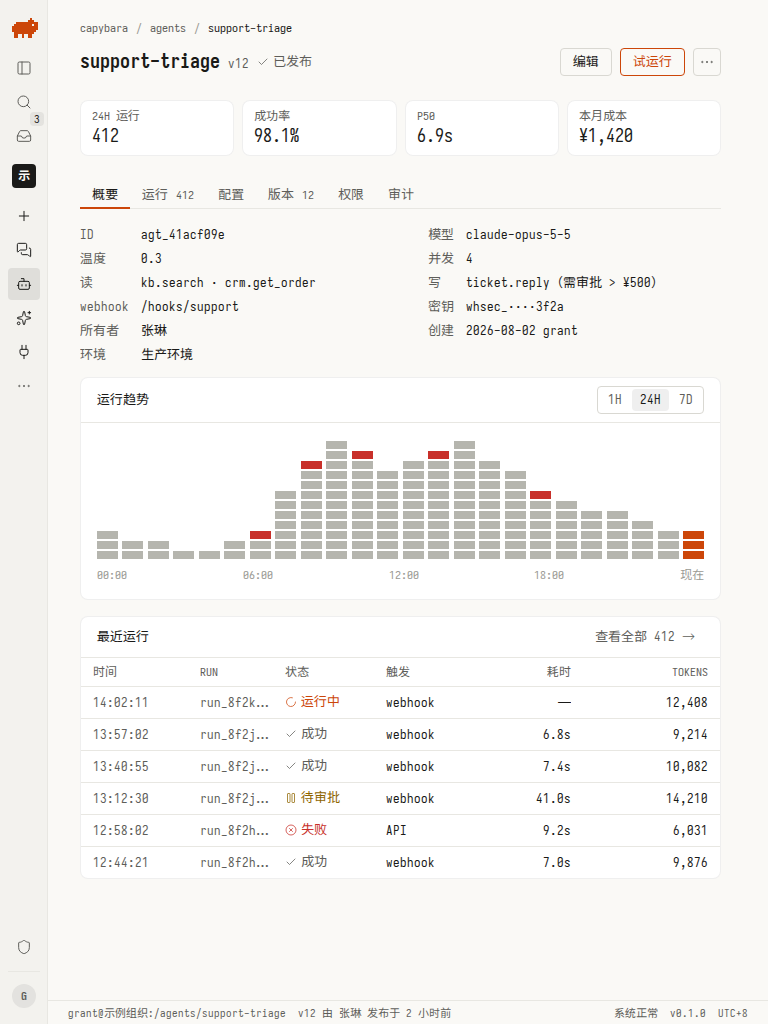 capybara / agents / support-triage
support-triage v12 已发布 编辑 试运行 ···
3
示
24H 运行 成功率 P50 本月成本
412 98.1% 6.9s ¥1,420
概要 运行 412 配置 版本 12 权限 审计
ID agt_41acf09e 模型 claude-opus-5-5
温度 0.3 并发 4
读 kb.search · crm.get_order 写 ticket.reply (需审批 > ¥500)
webhook /hooks/support 密钥 whsec_····3f2a
所有者 张琳 创建 2026-08-02 grant
环境 生产环境
运行趋势 1H 24H 7D
00:00 06:00 12:00 18:00 现在
最近运行 查看全部 412 →
时间 RUN 状态 触发 耗时 TOKENS
14:02:11 run_8f2k... 运行中 webhook — 12,408
13:57:02 run_8f2j... 成功 webhook 6.8s 9,214
13:40:55 run_8f2j... 成功 webhook 7.4s 10,082
13:12:30 run_8f2j... 待审批 webhook 41.0s 14,210
12:58:02 run_8f2h... 失败 API 9.2s 6,031
12:44:21 run_8f2h... 成功 webhook 7.0s 9,876
G
grant@示例组织:/agents/support-triage v12 由 张琳 发布于 2 小时前 系统正常 v0.1.0 UTC+8